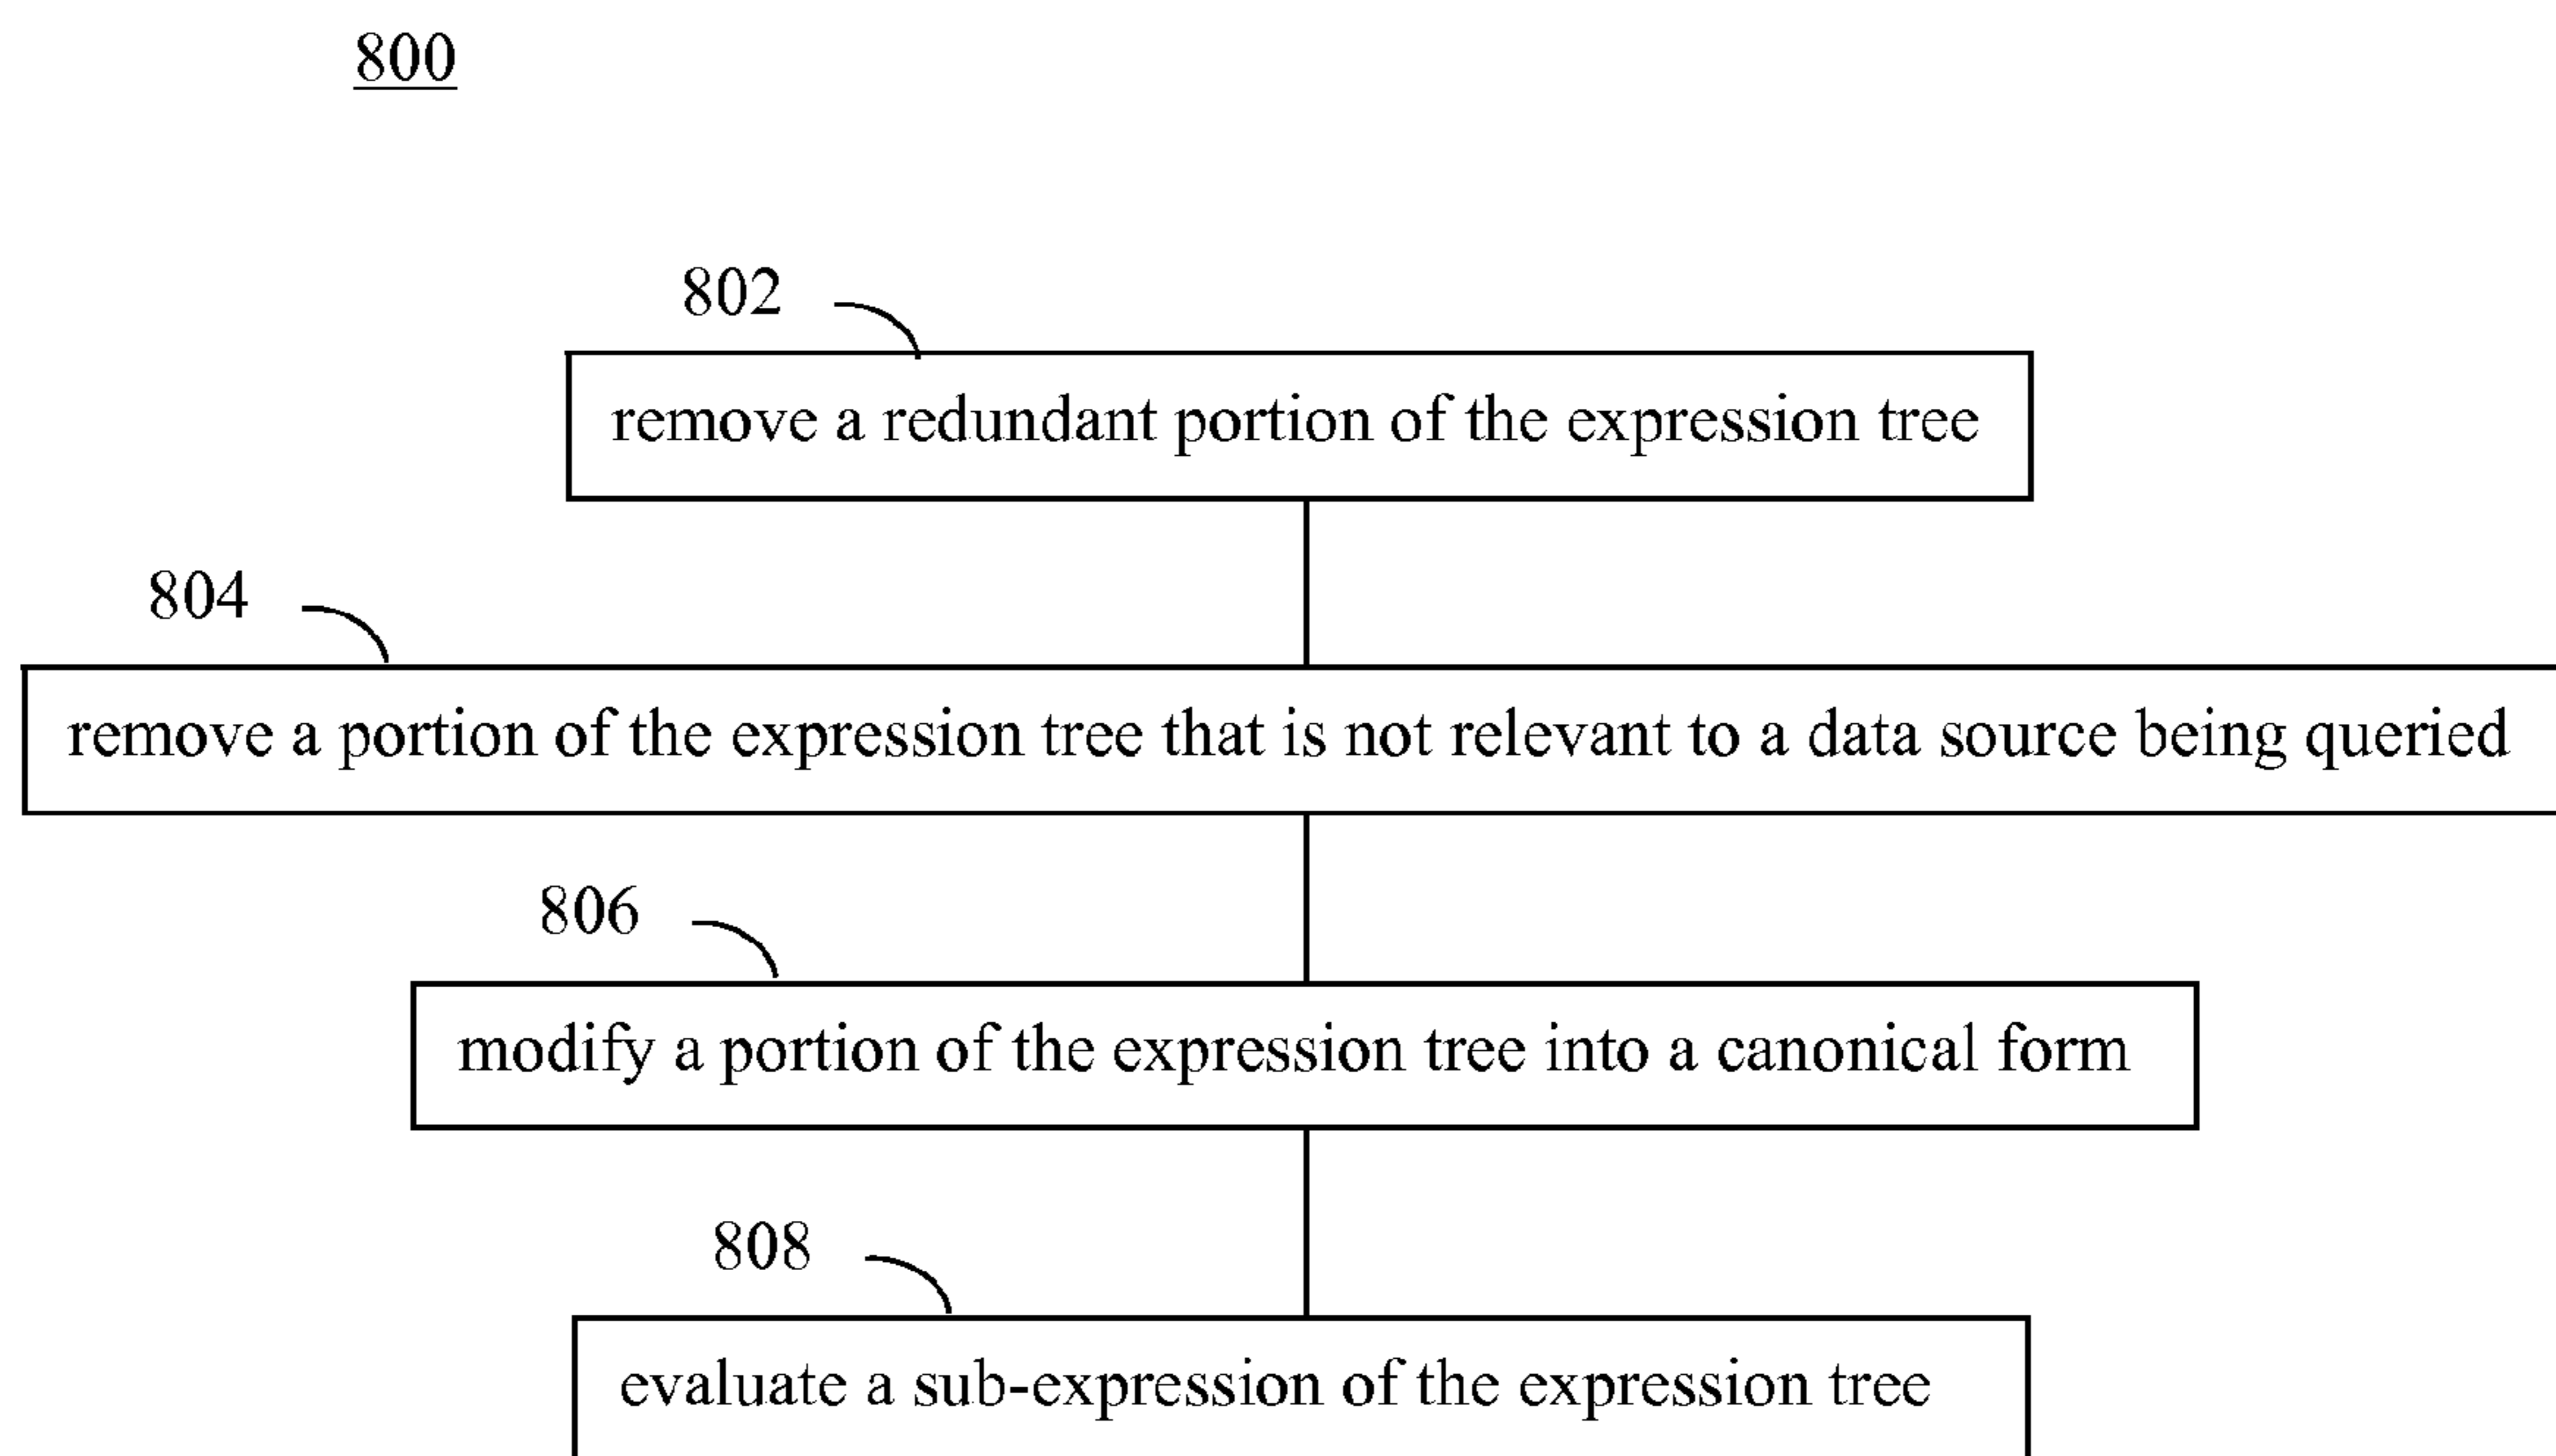 800
802
remove a redundant portion of the expression tree
804
remove a portion of the expression tree that is not relevant to a data source being queried
806
modify a portion of the expression tree into a canonical form
808
evaluate a sub-expression of the expression tree